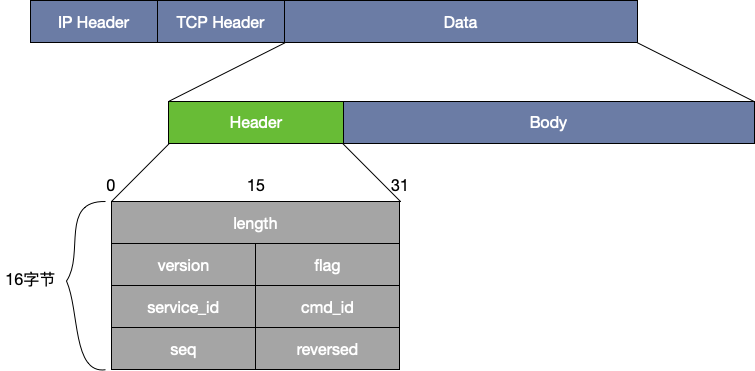 IP Header TCP Header Data
Header Body
0 15 31
length
version flag
16字节
service_id cmd_id
seq reversed